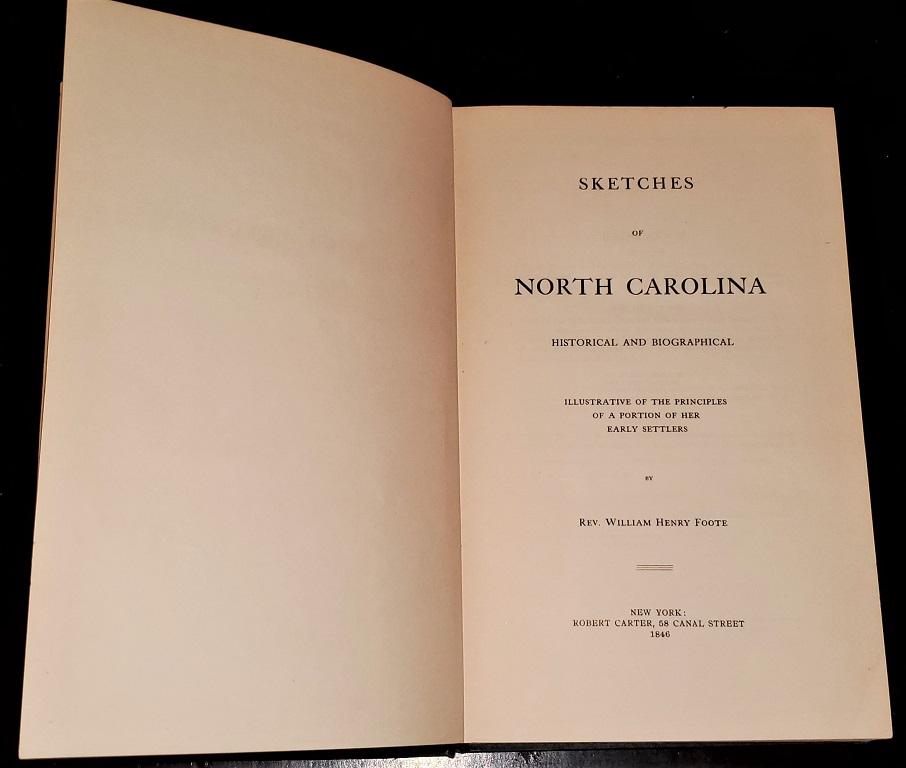 SKETCHES
OF
NORTH CAROLINA
HISTORICAL AND BIOGRAPHICAL
ILLUSTRATIVE OF THE PRINCIPLES
OF A PORTION OF HER
EARLY SETTLERS
BY
REV. WILLIAM HENRY FOOTE
NEW YORK:
ROBERT CARTER, 58 CANAL STREET
1846